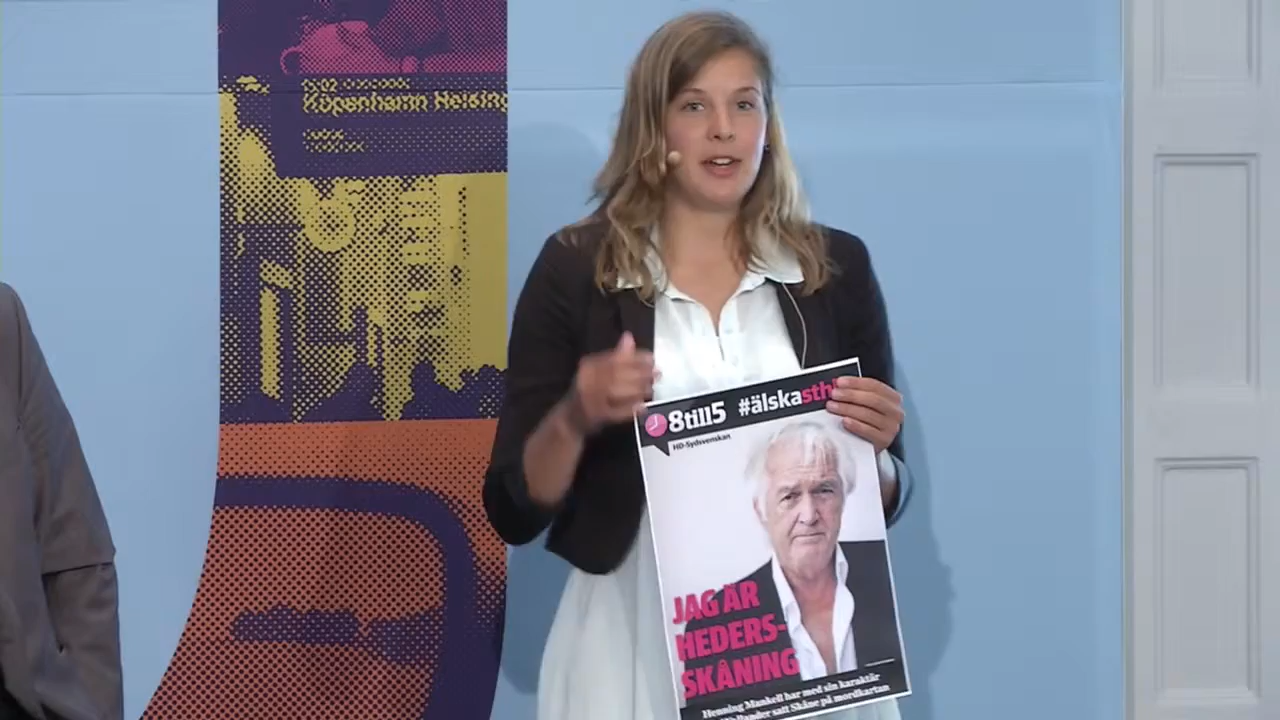 Köpenhamn Helsing
8till5 #älskasth
HD-Sydsvenskan
JAG ÄR
HEDERS-
SKÅNING
Henning Mankell har med sin karaktär
Wallander satt Skåne på mordkartan